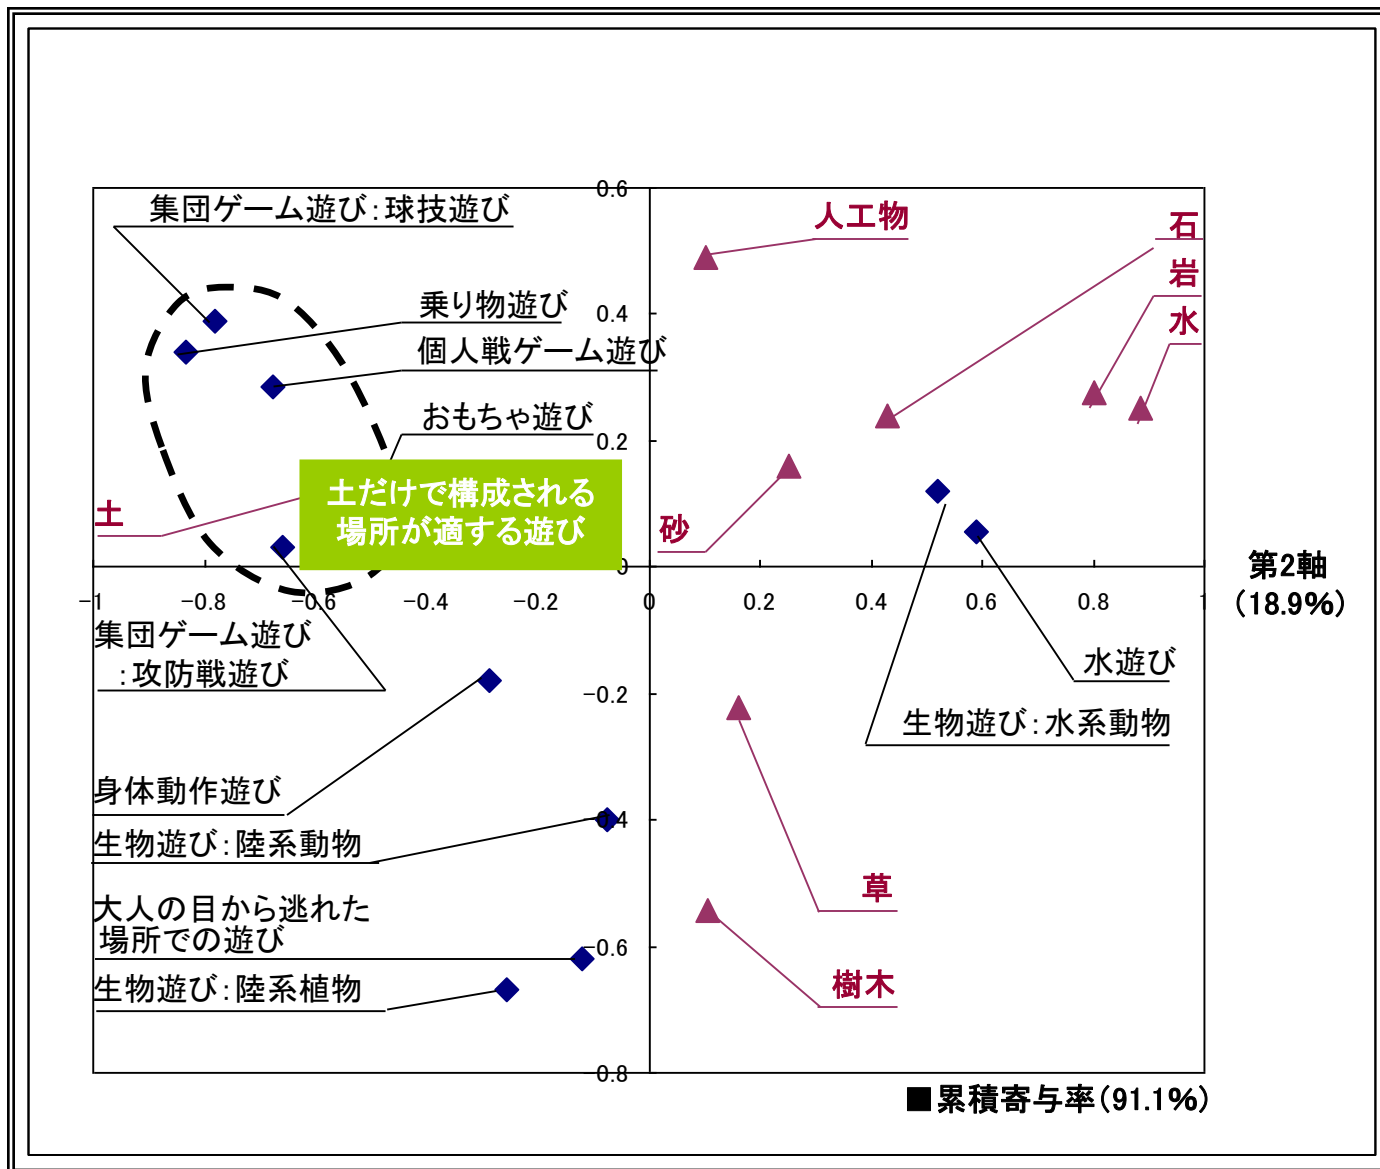 集団ゲーム遊び：球技遊び
乗り物遊び
個人戦ゲーム遊び
おもちゃ遊び
土だけで構成される
場所が適する遊び
土
集団ゲーム遊び
：攻防戦遊び
身体動作遊び
生物遊び：陸系動物
大人の目から逃れた
場所での遊び
生物遊び：陸系植物
人工物
石
岩
水
砂
水遊び
生物遊び：水系動物
草
樹木
0.6
0.4
0.2
0
-0.2
-0.4
-0.6
-0.8
-1
-0.8
-0.6
-0.4
-0.2
0
0.2
0.4
0.6
0.8
1
第2軸
（18.9%）
■累積寄与率（91.1%）